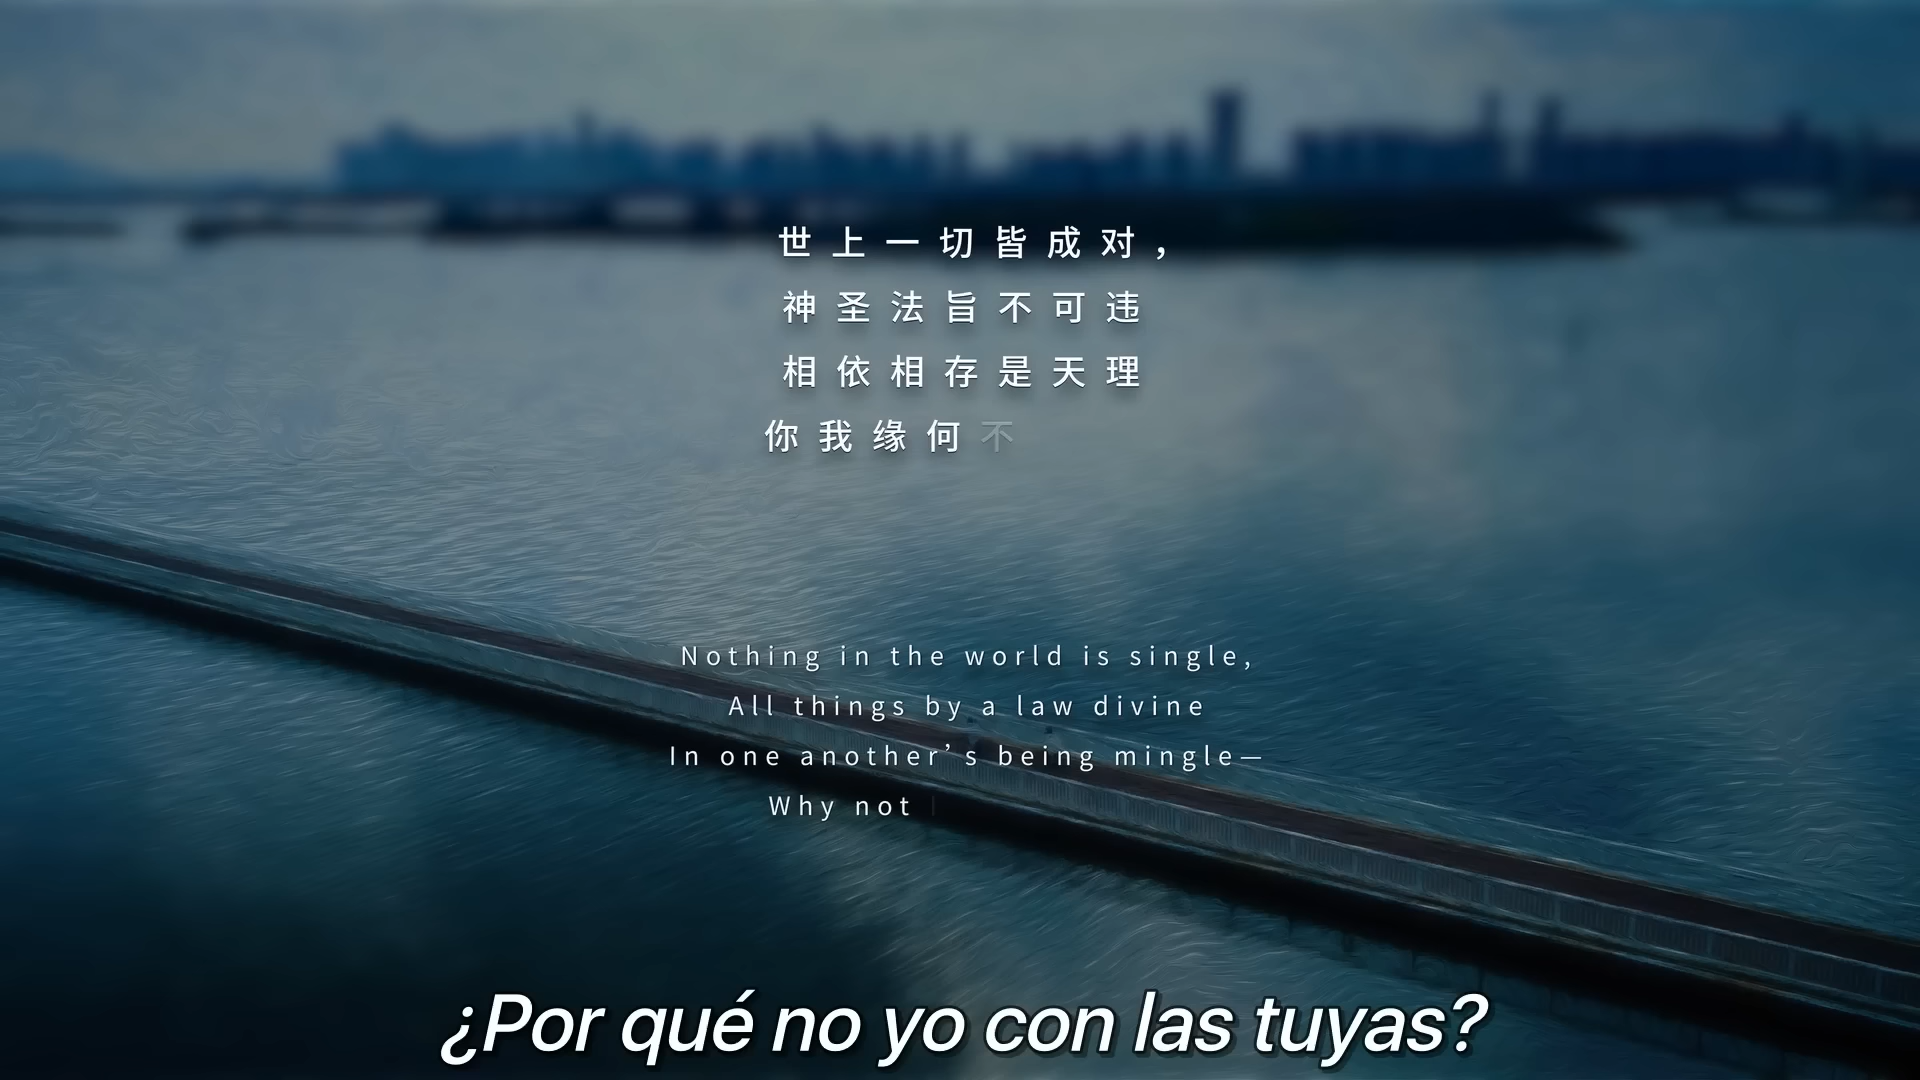 世上一切皆成对，
神圣法旨不可违
相依相存是天理
你我缘何不
Nothing in the world is single,
All things by a law divine
In one another’s being mingle—
Why not
¿Por qué no yo con las tuyas?